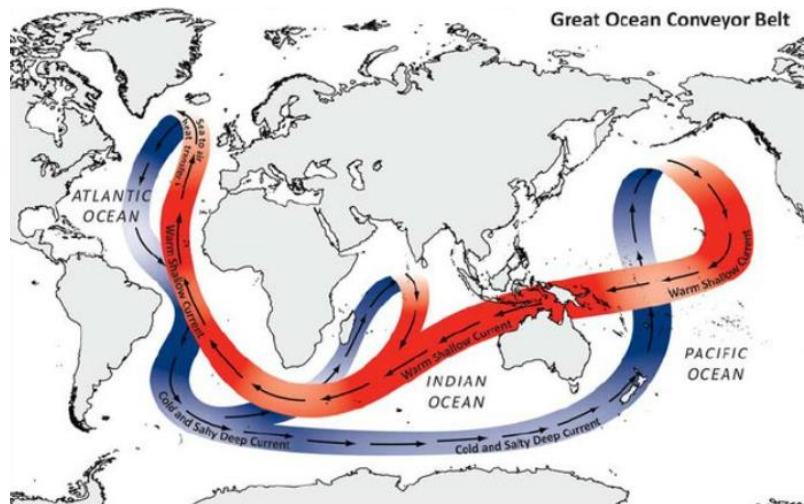 Great Ocean Conveyor Belt
Sea to air
heat transfer
ATLANTIC
OCEAN
Warm Shallow Current
Warm Shallow Current
Warm Shallow Current
INDIAN
OCEAN
PACIFIC
OCEAN
Cold and Salty Deep Current
Cold and Salty Deep Current